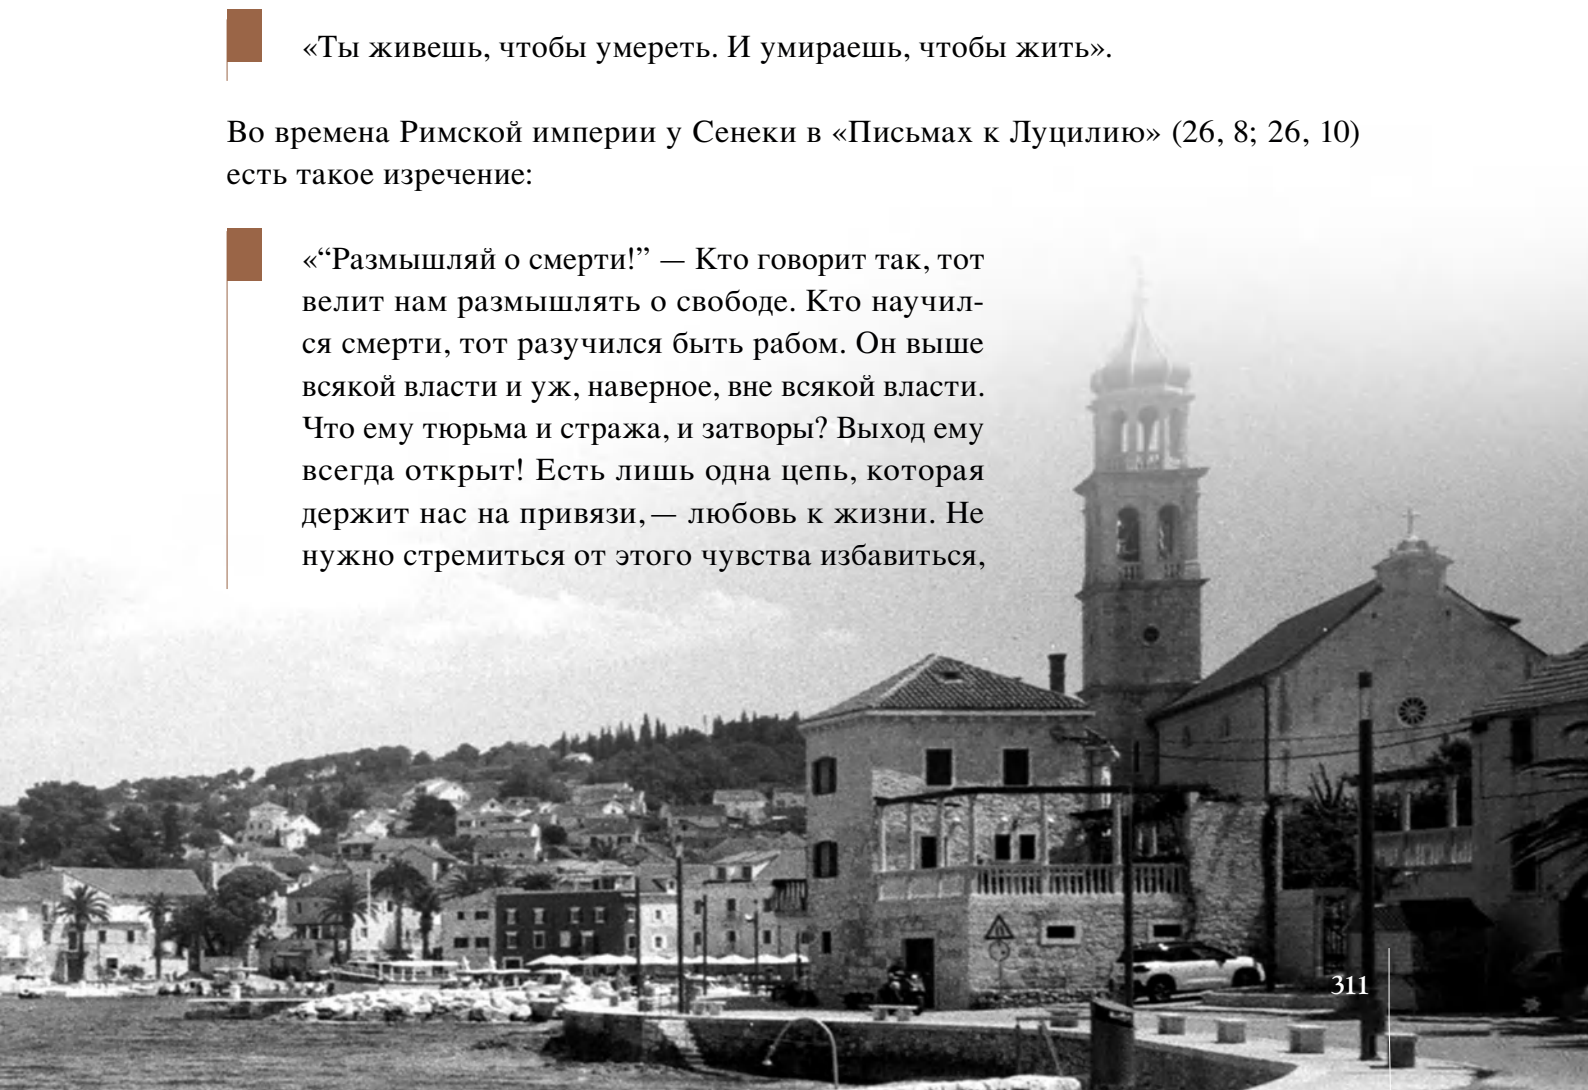 «Ты живешь, чтобы умереть. И умираешь, чтобы жить».
Во времена Римской империи у Сенеки в «Письмах к Луцилию» (26, 8; 26, 10)
есть такое изречение:
«“Размышляй о смерти!” — Кто говорит так, тот
велит нам размышлять о свободе. Кто научил-
ся смерти, тот разучился быть рабом. Он выше
всякой власти и уж, наверное, вне всякой власти.
Что ему тюрьма и стража, и затворы? Выход ему
всегда открыт! Есть лишь одна цепь, которая
держит нас на привязи,— любовь к жизни. Не
нужно стремиться от этого чувства избавиться,
311